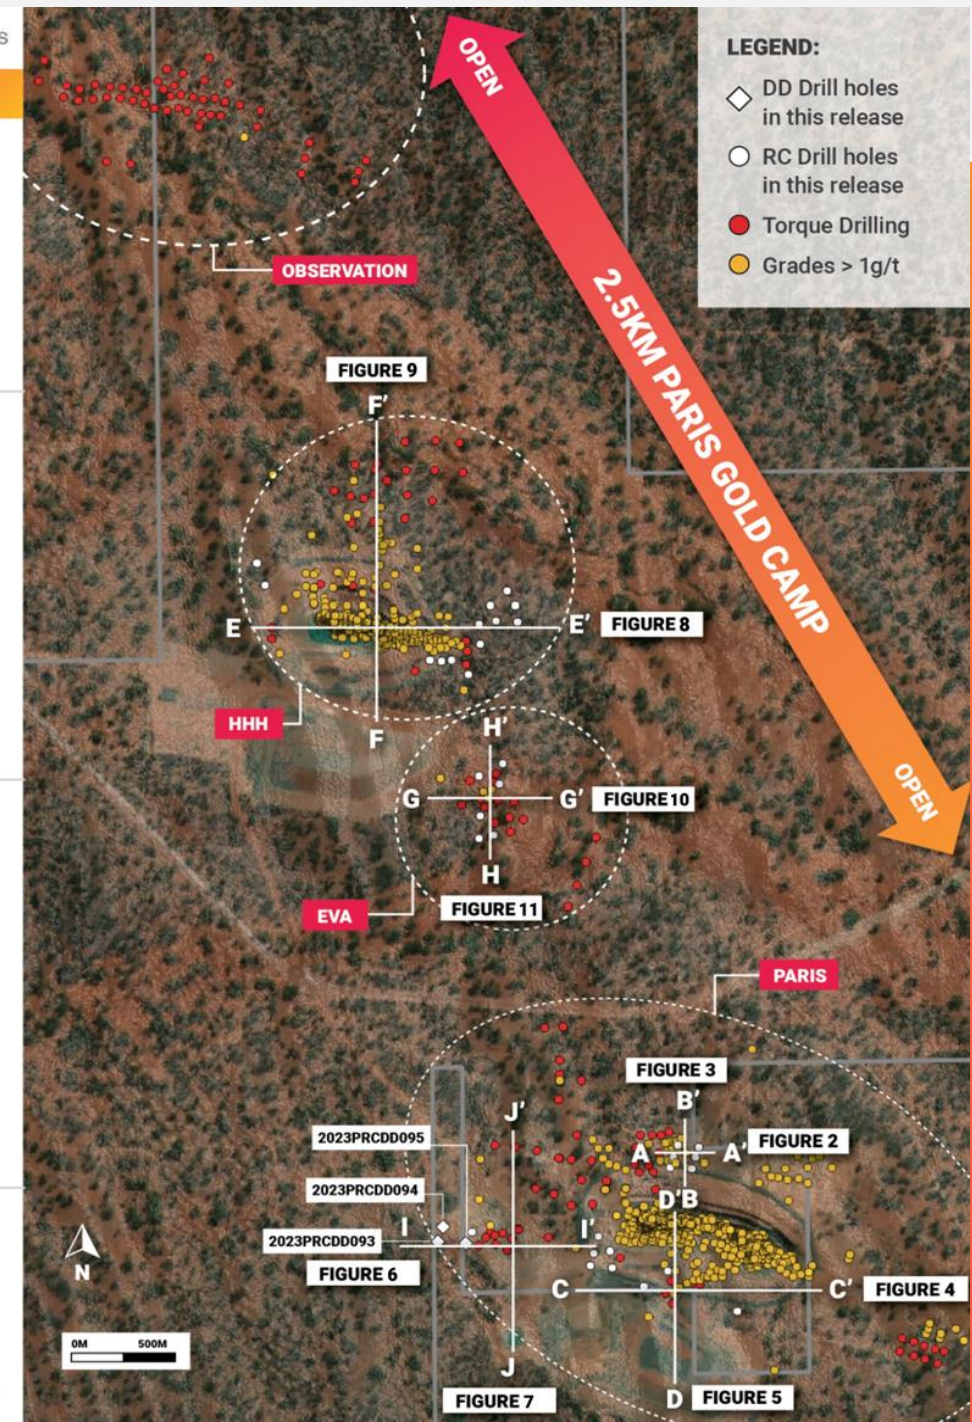 s
OPEN
LEGEND:
DD Drill holes
in this release
RC Drill holes
in this release
Torque Drilling
Grades > 1g/t
OBSERVATION
2.5KM PARIS GOLD CAMP
FIGURE 9
F'
E
E'
FIGURE 8
HHH
F
H'
OPEN
G
G'
FIGURE 10
H
FIGURE 11
EVA
PARIS
FIGURE 3
B'
J'
2023PRCDD095
A
A'
FIGURE 2
2023PRCDD094
D'B
I
I'
2023PRCDD093
FIGURE 6
N
C
C'
FIGURE 4
0M
500M
J
FIGURE 7
D
FIGURE 5